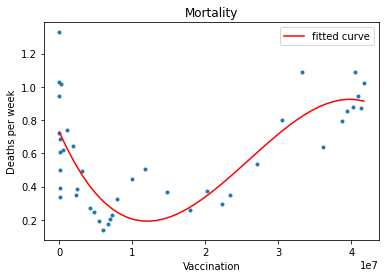 Mortality
fitted curve
Deaths per week
1.2
1.0
0.8
0.6
0.4
0.2
0 1 2 3 4
1e7
Vaccination